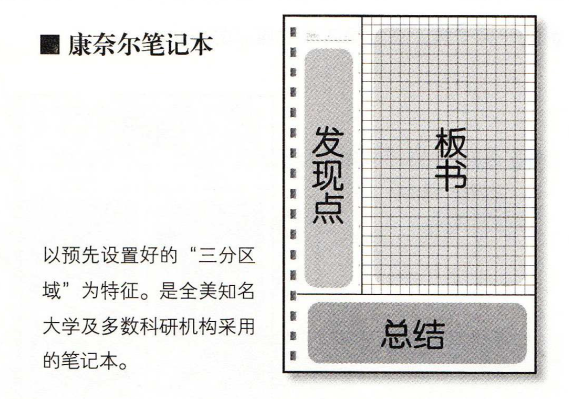 ■ 康奈尔笔记本
以预先设置好的“三分区
域”为特征。是全美知名
大学及多数科研机构采用
的笔记本。
发现点
板书
总结